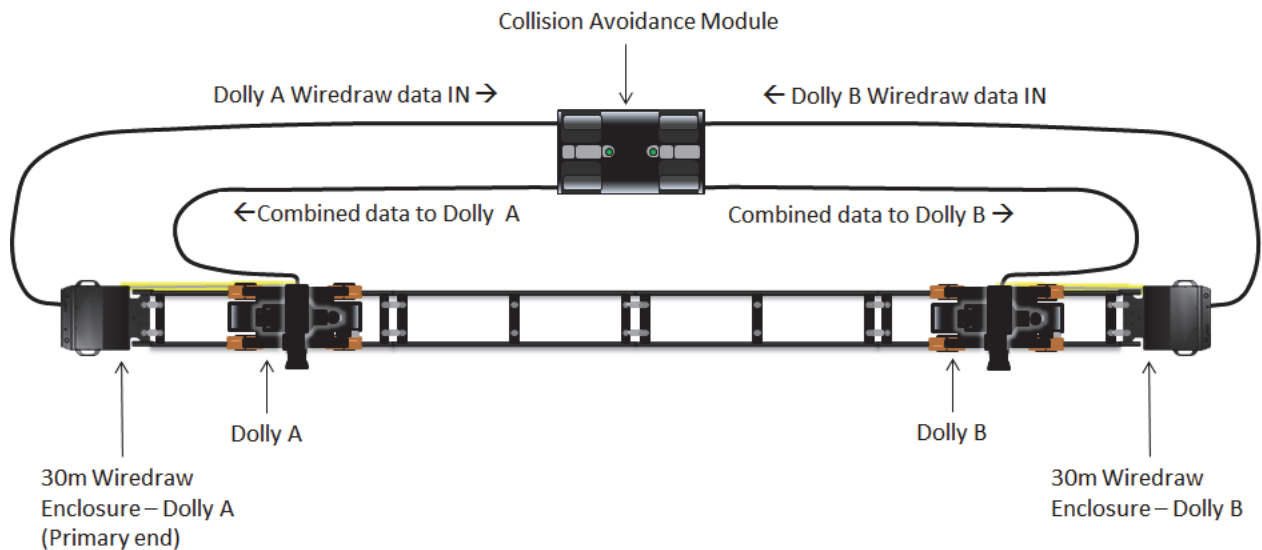 Collision Avoidance Module
Dolly A Wiredraw data IN →
← Dolly B Wiredraw data IN
←Combined data to Dolly A
Combined data to Dolly B →
Dolly A
Dolly B
30m Wiredraw
Enclosure – Dolly A
(Primary end)
30m Wiredraw
Enclosure – Dolly B